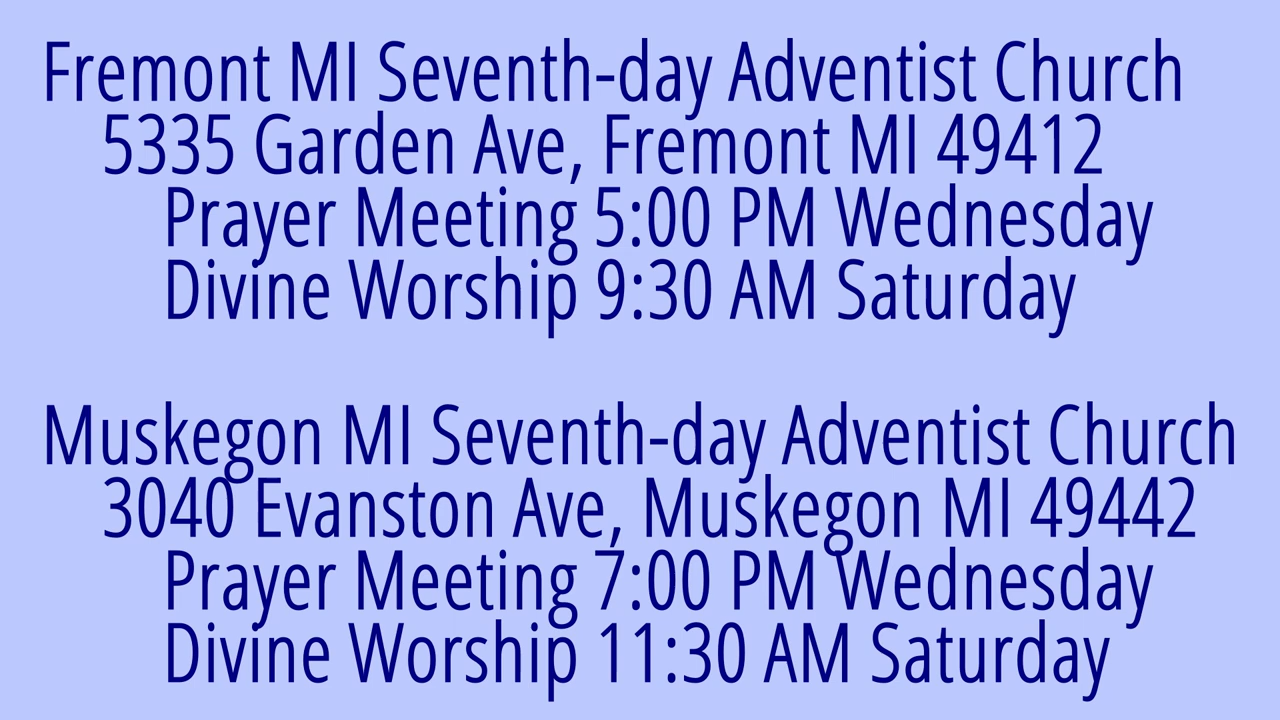 Fremont MI Seventh-day Adventist Church
5335 Garden Ave, Fremont MI 49412
Prayer Meeting 5:00 PM Wednesday
Divine Worship 9:30 AM Saturday
Muskegon MI Seventh-day Adventist Church
3040 Evanston Ave, Muskegon MI 49442
Prayer Meeting 7:00 PM Wednesday
Divine Worship 11:30 AM Saturday